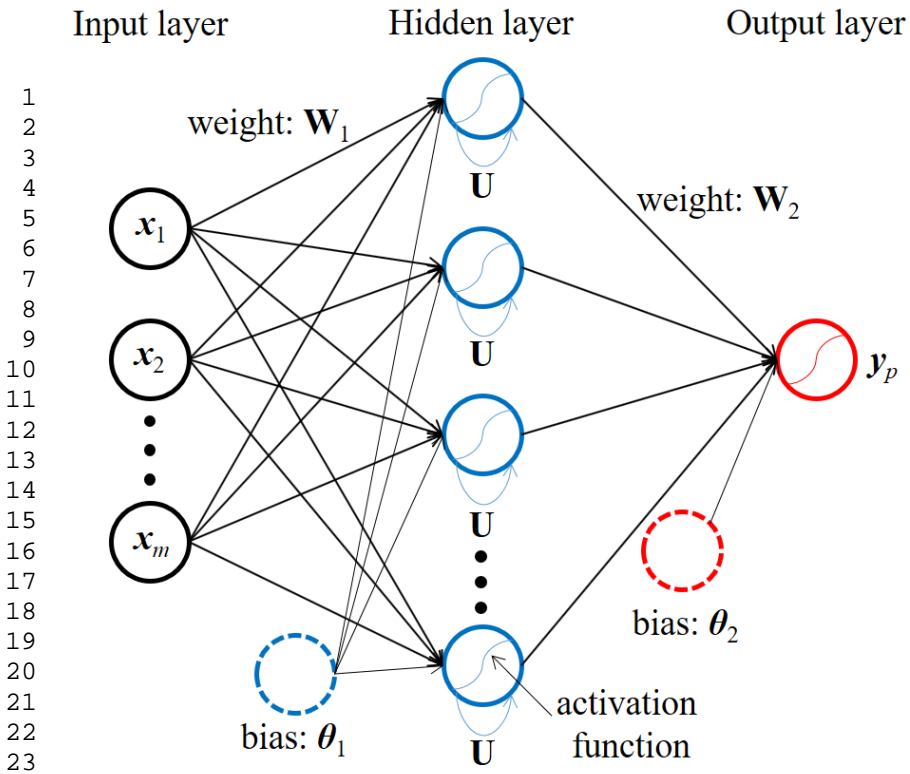 Input layer
Hidden layer
Output layer
1
2
3
4
5
6
7
8
9
10
11
12
13
14
15
16
17
18
19
20
21
22
23
weight: W₁
U
x₁
weight: W₂
U
x₂
yₚ
U
xₘ
bias: θ₂
activation
function
bias: θ₁
U